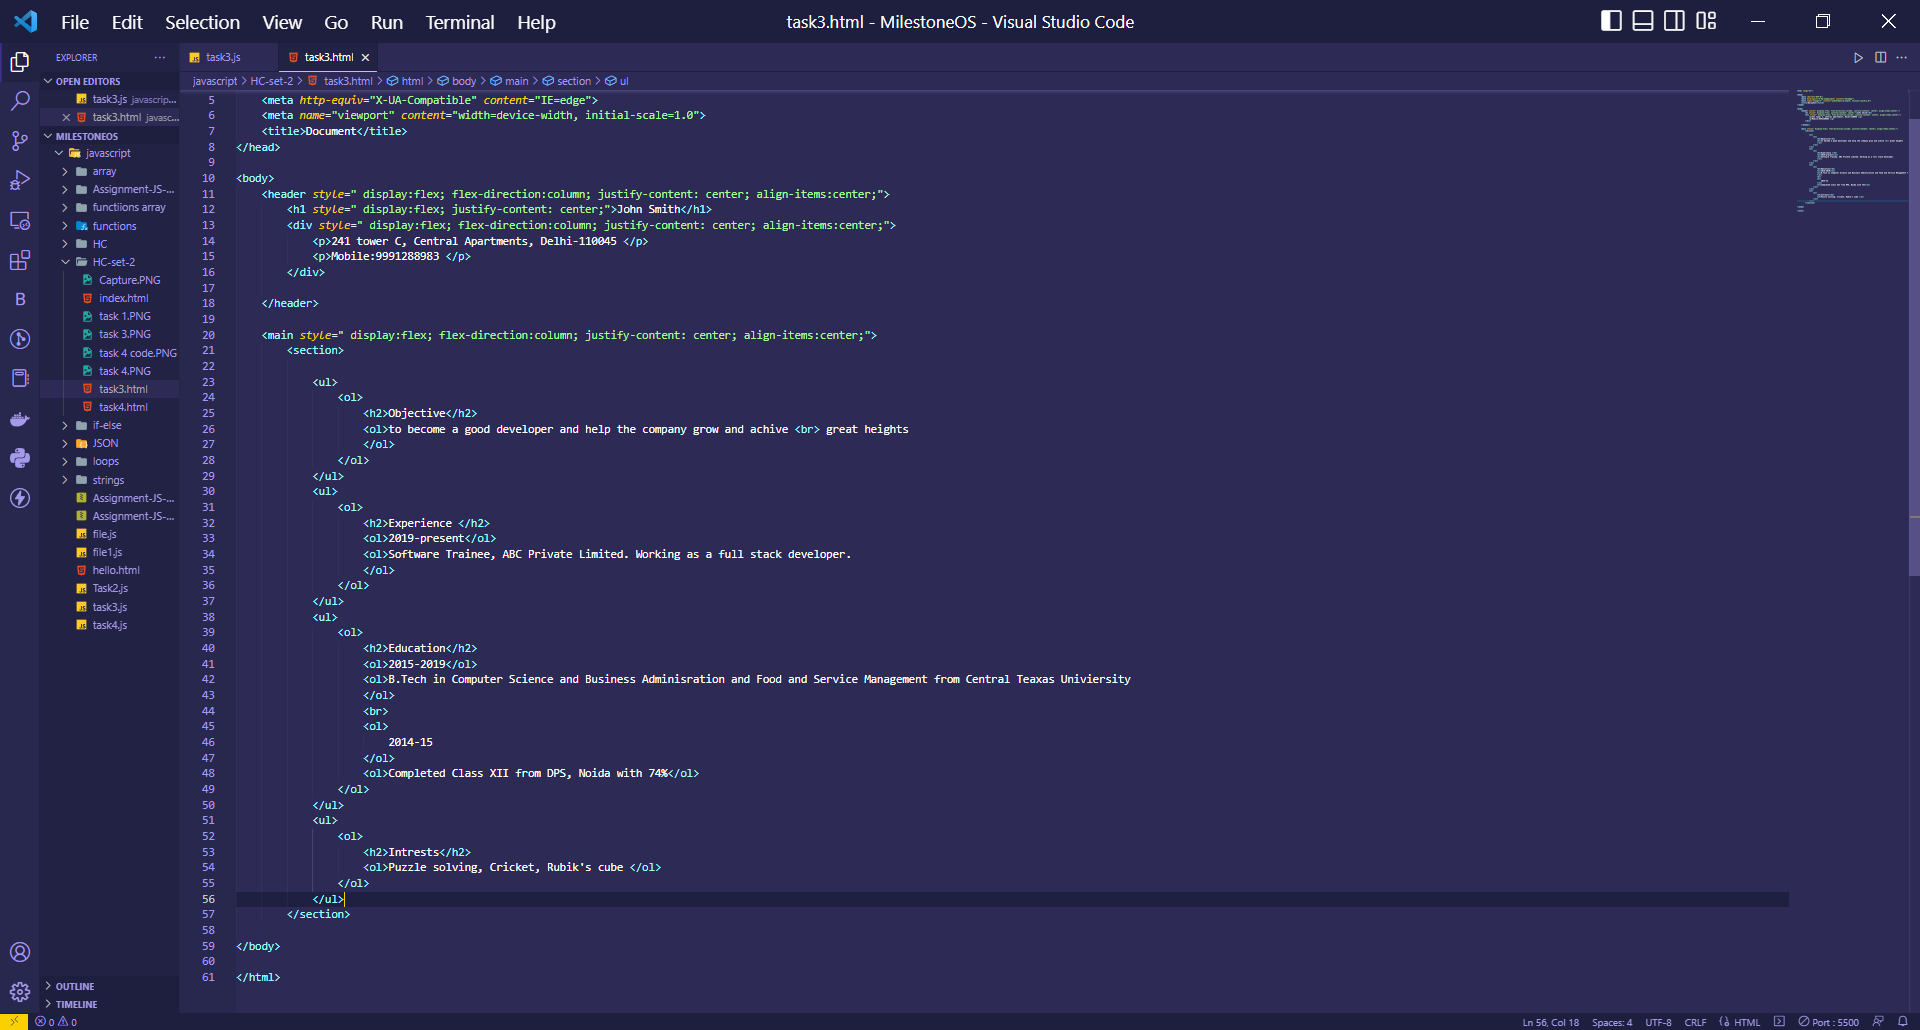 File Edit Selection View Go Run Terminal Help task3.html - MilestoneOS - Visual Studio Code
EXPLORER
OPEN EDITORS
task3.js javascrip...
task3.html javasc...
MILESTONEOS
javascript
array
Assignment-JS-...
functiions array
functions
HC
HC-set-2
Capture.PNG
index.html
task 1.PNG
task 3.PNG
task 4 code.PNG
task 4.PNG
task3.html
task4.html
if-else
JSON
loops
strings
Assignment-JS-...
Assignment-JS-...
file.js
file1.js
hello.html
Task2.js
task3.js
task4.js
OUTLINE
TIMELINE
task3.js task3.html
javascript > HC-set-2 > task3.html > html > body > main > section > ul
5 <meta http-equiv="X-UA-Compatible" content="IE=edge">
6 <meta name="viewport" content="width=device-width, initial-scale=1.0">
7 <title>Document</title>
8 </head>
9
10 <body>
11 <header style=" display:flex; flex-direction:column; justify-content: center; align-items:center;">
12 <h1 style=" display:flex; justify-content: center;">John Smith</h1>
13 <div style=" display:flex; flex-direction:column; justify-content: center; align-items:center;">
14 <p>241 tower C, Central Apartments, Delhi-110045 </p>
15 <p>Mobile:9991288983 </p>
16 </div>
17
18 </header>
19
20 <main style=" display:flex; flex-direction:column; justify-content: center; align-items:center;">
21 <section>
22
23 <ul>
24 <ol>
25 <h2>Objective</h2>
26 <ol>to become a good developer and help the company grow and achive <br> great heights
27 </ol>
28 </ol>
29 </ul>
30 <ul>
31 <ol>
32 <h2>Experience </h2>
33 <ol>2019-present</ol>
34 <ol>Software Trainee, ABC Private Limited. Working as a full stack developer.
35 </ol>
36 </ol>
37 </ul>
38 <ul>
39 <ol>
40 <h2>Education</h2>
41 <ol>2015-2019</ol>
42 <ol>B.Tech in Computer Science and Business Adminisration and Food and Service Management from Central Teaxas Univiersity
43 </ol>
44 <br>
45 <ol>
46 2014-15
47 </ol>
48 <ol>Completed Class XII from DPS, Noida with 74%</ol>
49 </ol>
50 </ul>
51 <ul>
52 <ol>
53 <h2>Intrests</h2>
54 <ol>Puzzle solving, Cricket, Rubik's cube </ol>
55 </ol>
56 </ul>
57 </section>
58
59 </body>
60
61 </html>
0 0 Ln 56, Col 18 Spaces: 4 UTF-8 CRLF HTML Port : 5500